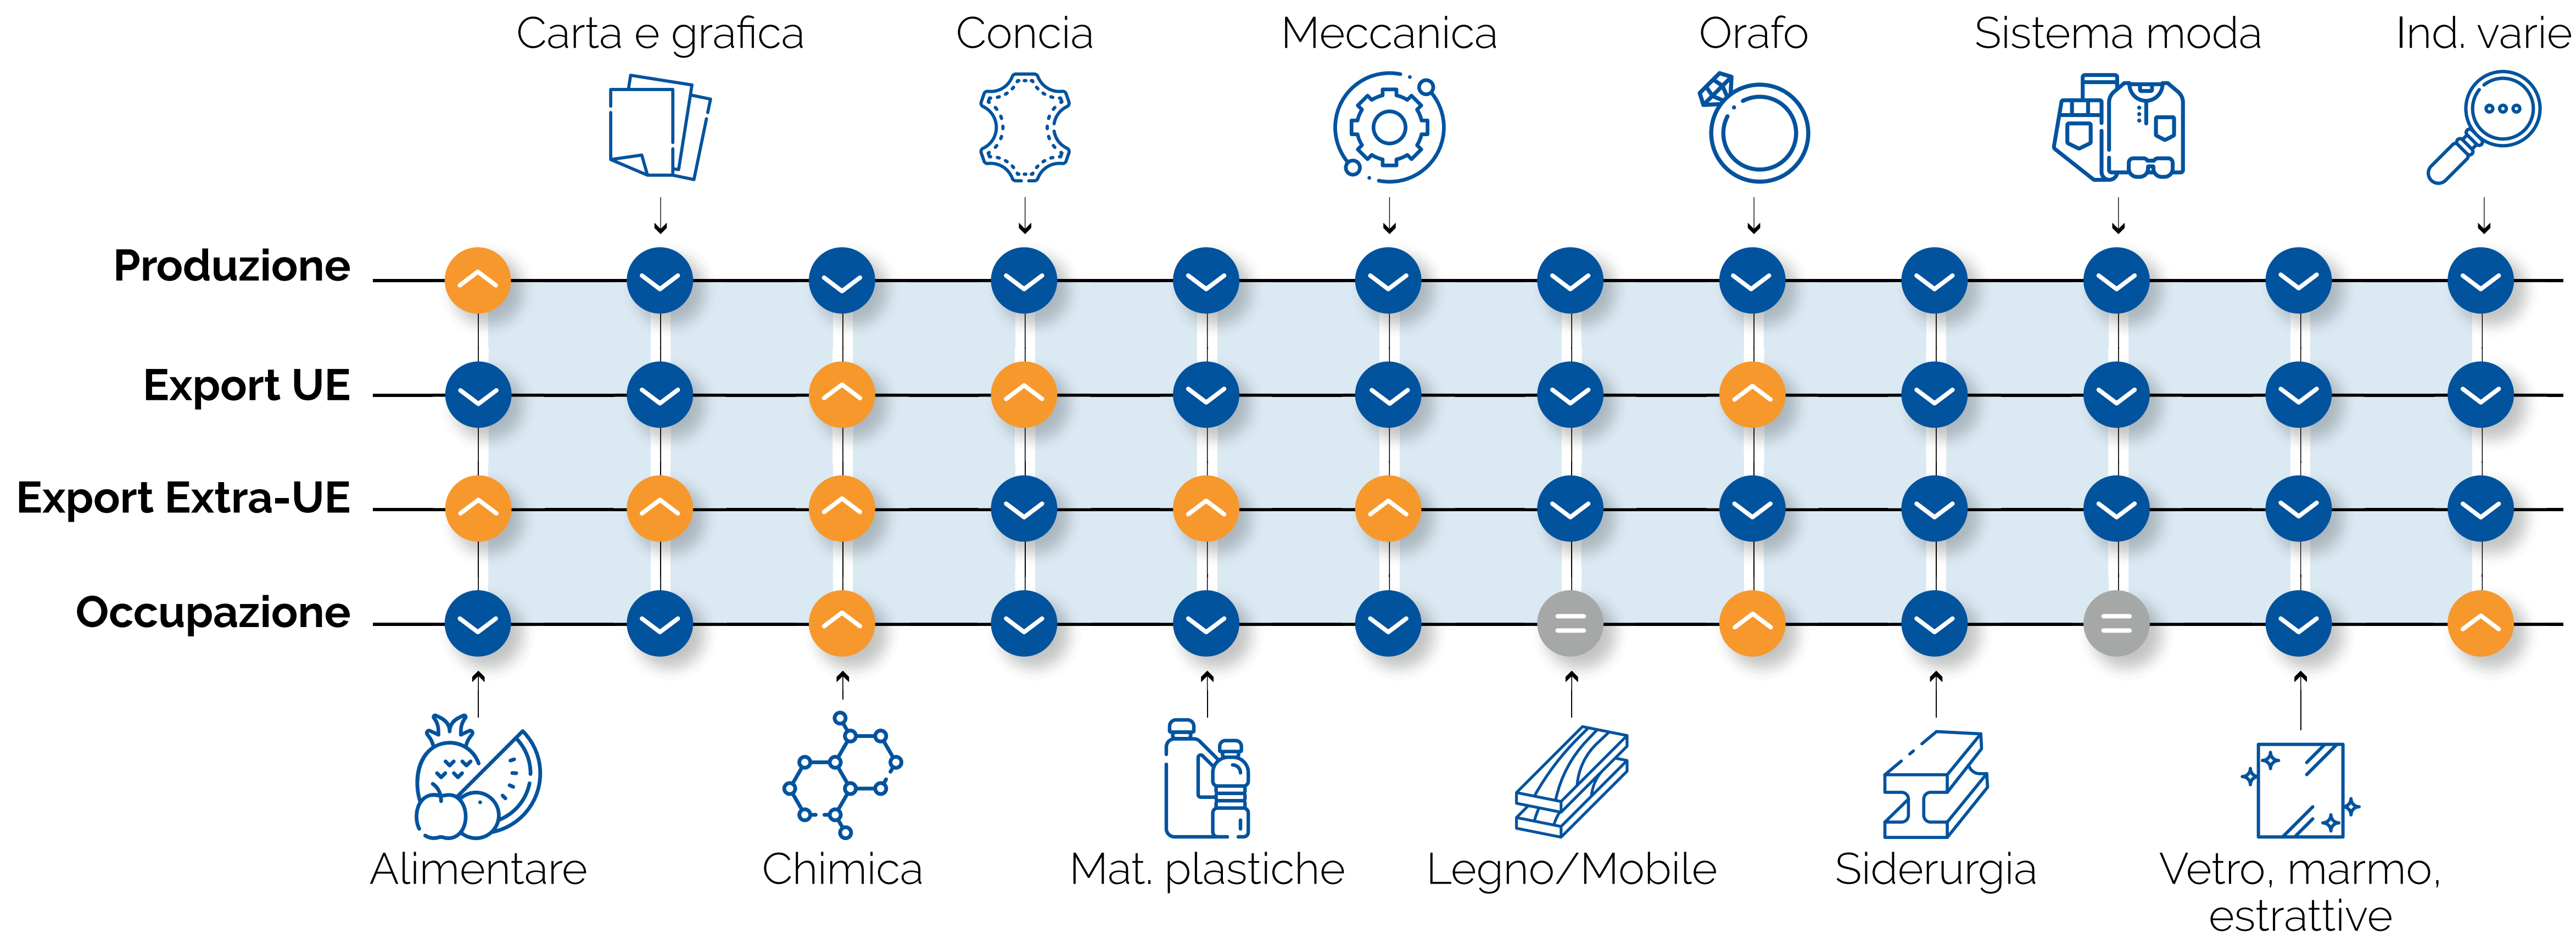 Carta e grafica
Concia
Meccanica
Orafo
Sistema moda
Ind. varie
Produzione
Export UE
Export Extra-UE
Occupazione
Alimentare
Chimica
Mat. plastiche
Legno/Mobile
Siderurgia
Vetro, marmo,
estrattive